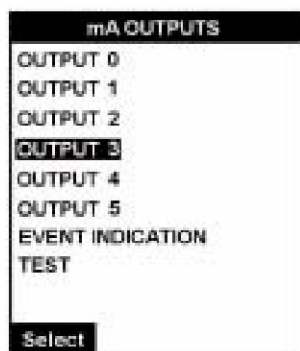 mA OUTPUTS
OUTPUT 0
OUTPUT 1
OUTPUT 2
OUTPUT 3
OUTPUT 4
OUTPUT 5
EVENT INDICATION
TEST
Select